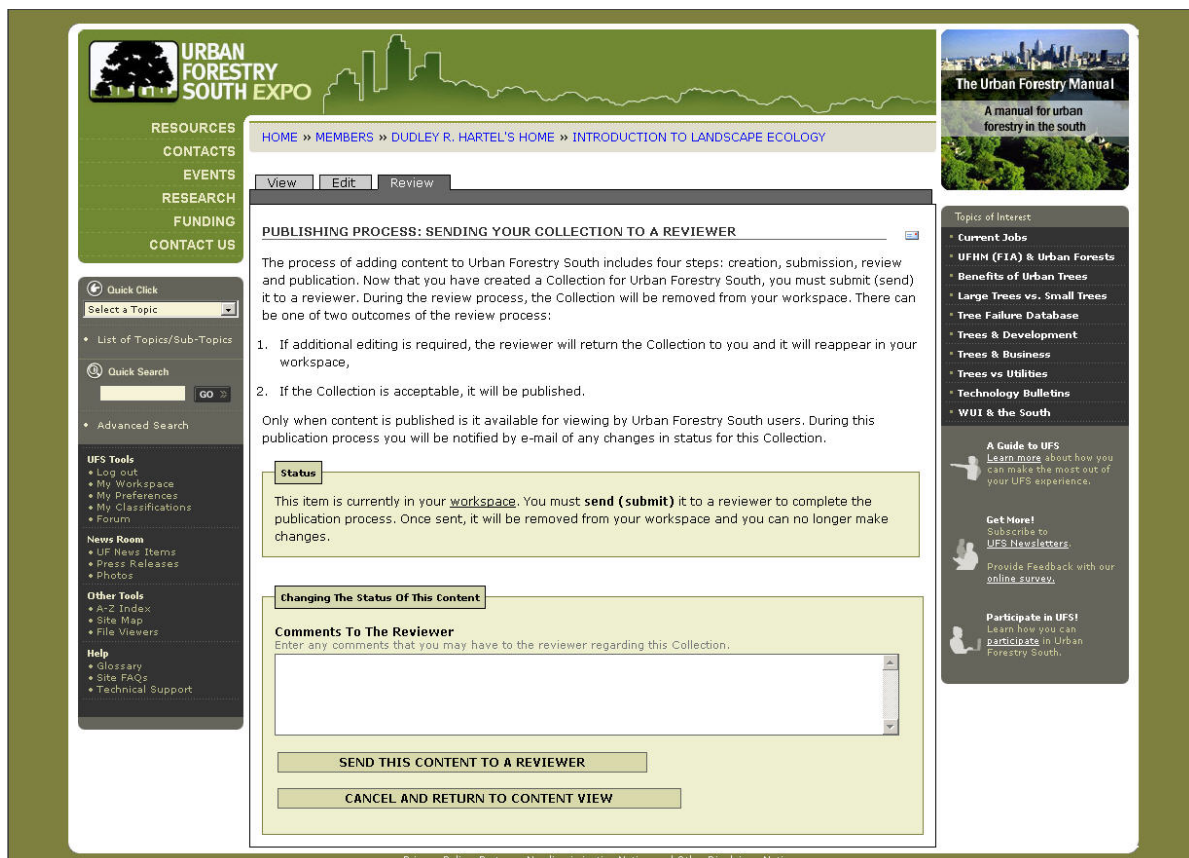 URBAN
FORESTRY
SOUTH EXPO
RESOURCES
CONTACTS
EVENTS
RESEARCH
FUNDING
CONTACT US
Quick Click
Select a Topic
• List of Topics/Sub-Topics
Quick Search
GO »
• Advanced Search
UFS Tools
• Log out
• My Workspace
• My Preferences
• My Classifications
• Forum
News Room
• UF News Items
• Press Releases
• Photos
Other Tools
• A-Z Index
• Site Map
• File Viewers
Help
• Glossary
• Site FAQs
• Technical Support
HOME » MEMBERS » DUDLEY R. HARTEL'S HOME » INTRODUCTION TO LANDSCAPE ECOLOGY
View Edit Review
PUBLISHING PROCESS: SENDING YOUR COLLECTION TO A REVIEWER
The process of adding content to Urban Forestry South includes four steps: creation, submission, review
and publication. Now that you have created a Collection for Urban Forestry South, you must submit (send)
it to a reviewer. During the review process, the Collection will be removed from your workspace. There can
be one of two outcomes of the review process:
1. If additional editing is required, the reviewer will return the Collection to you and it will reappear in your
workspace,
2. If the Collection is acceptable, it will be published.
Only when content is published is it available for viewing by Urban Forestry South users. During this
publication process you will be notified by e-mail of any changes in status for this Collection.
Status
This item is currently in your workspace. You must send (submit) it to a reviewer to complete the
publication process. Once sent, it will be removed from your workspace and you can no longer make
changes.
Changing The Status Of This Content
Comments To The Reviewer
Enter any comments that you may have to the reviewer regarding this Collection.
SEND THIS CONTENT TO A REVIEWER
CANCEL AND RETURN TO CONTENT VIEW
The Urban Forestry Manual
A manual for urban
forestry in the south
Topics of Interest
Current Jobs
UFHM (FIA) & Urban Forests
Benefits of Urban Trees
Large Trees vs. Small Trees
Tree Failure Database
Trees & Development
Trees & Business
Trees vs Utilities
Technology Bulletins
WUI & the South
A Guide to UFS
Learn more about how you
can make the most out of
your UFS experience.
Get More!
Subscribe to
UFS Newsletters.
Provide Feedback with our
online survey.
Participate in UFS!
Learn how you can
participate in Urban
Forestry South.